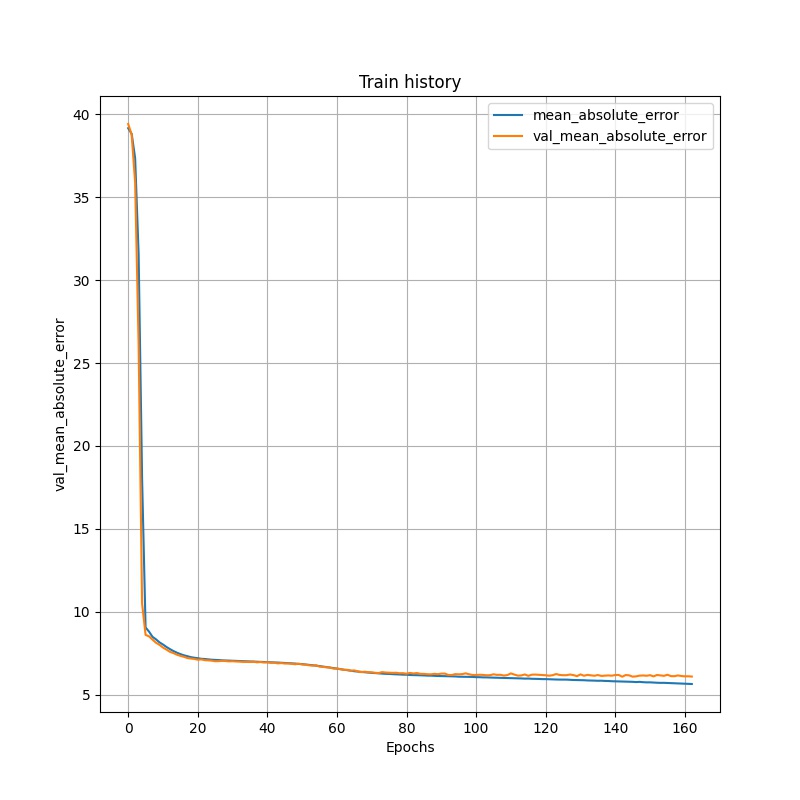 Train history
mean_absolute_error
val_mean_absolute_error
val_mean_absolute_error
40
35
30
25
20
15
10
5
0 20 40 60 80 100 120 140 160
Epochs